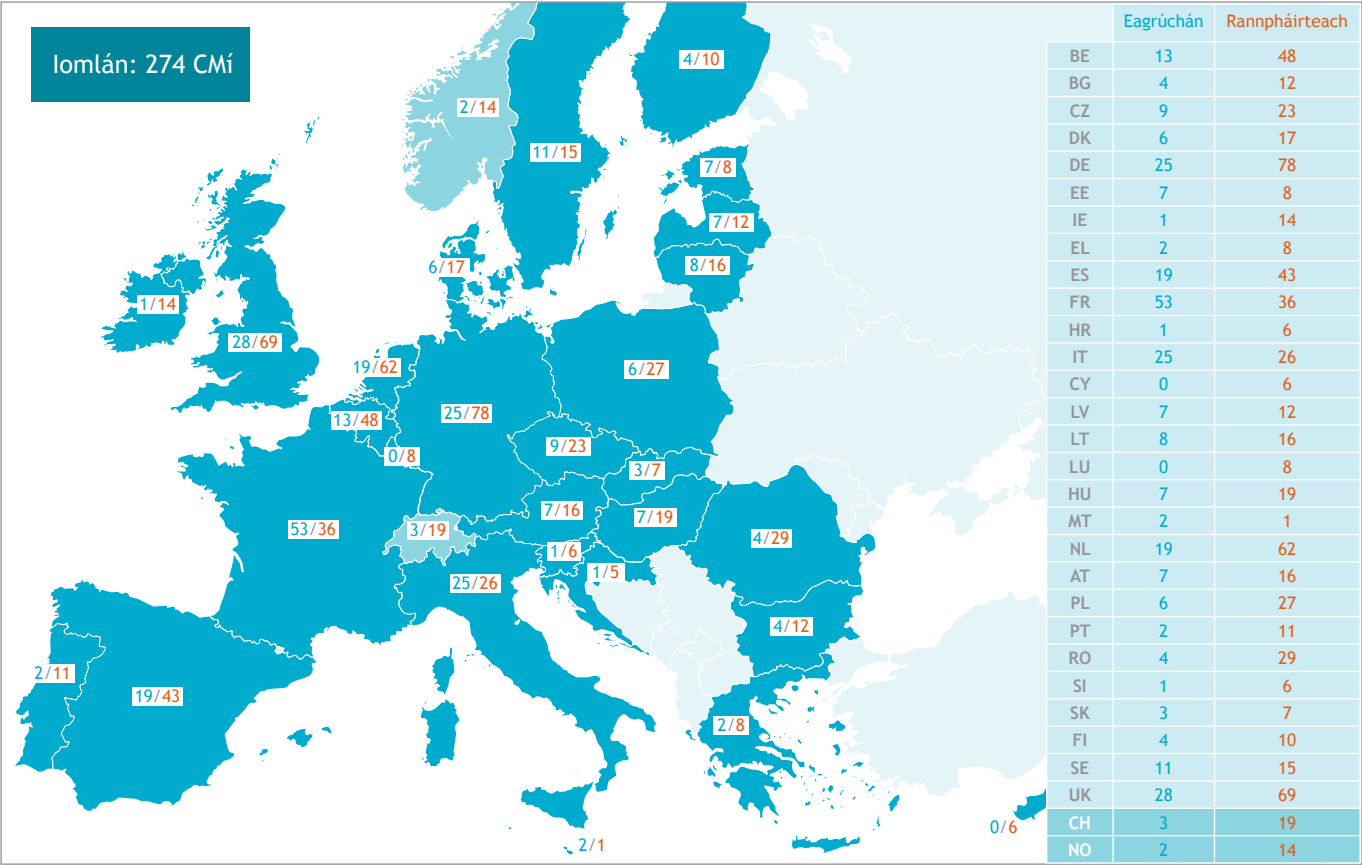 Iomlán: 274 CMí
4/10
2/14
11/15
7/8
7/12
8/16
6/17
1/14
28/69
19/62
6/27
13/48
25/78
0/8
9/23
3/7
53/36
3/19
7/16
7/19
4/29
1/6
1/5
25/26
4/12
2/11
19/43
2/8
0/6
2/1
Eagrúchán Rannpháirteach
BE 13 48
BG 4 12
CZ 9 23
DK 6 17
DE 25 78
EE 7 8
IE 1 14
EL 2 8
ES 19 43
FR 53 36
HR 1 6
IT 25 26
CY 0 6
LV 7 12
LT 8 16
LU 0 8
HU 7 19
MT 2 1
NL 19 62
AT 7 16
PL 6 27
PT 2 11
RO 4 29
SI 1 6
SK 3 7
FI 4 10
SE 11 15
UK 28 69
CH 3 19
NO 2 14